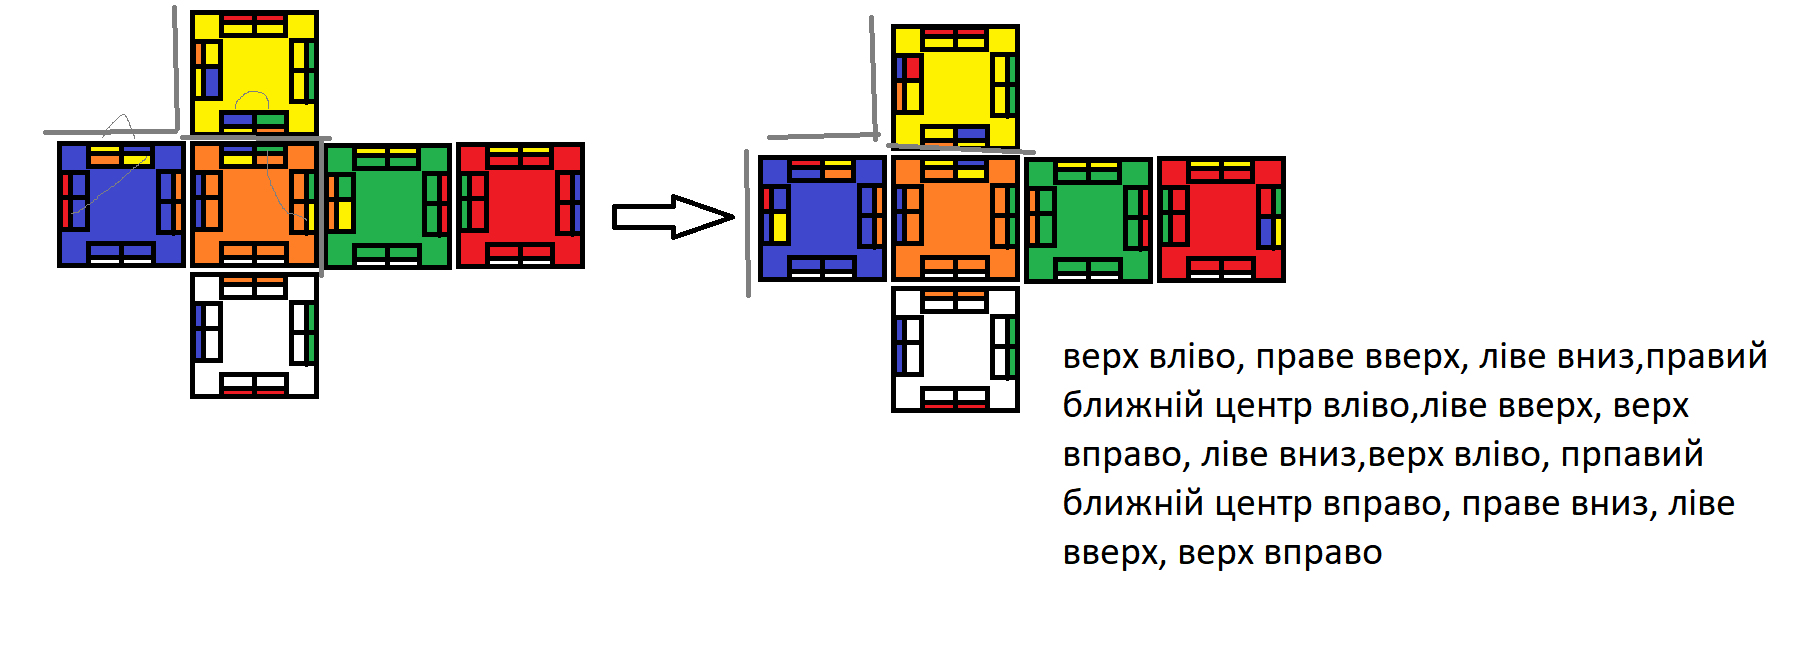 верх вліво, праве вверх, ліве вниз,правий
ближній центр вліво,ліве вверх, верх
вправо, ліве вниз,верх вліво, прпавий
ближній центр вправо, праве вниз, ліве
вверх, верх вправо